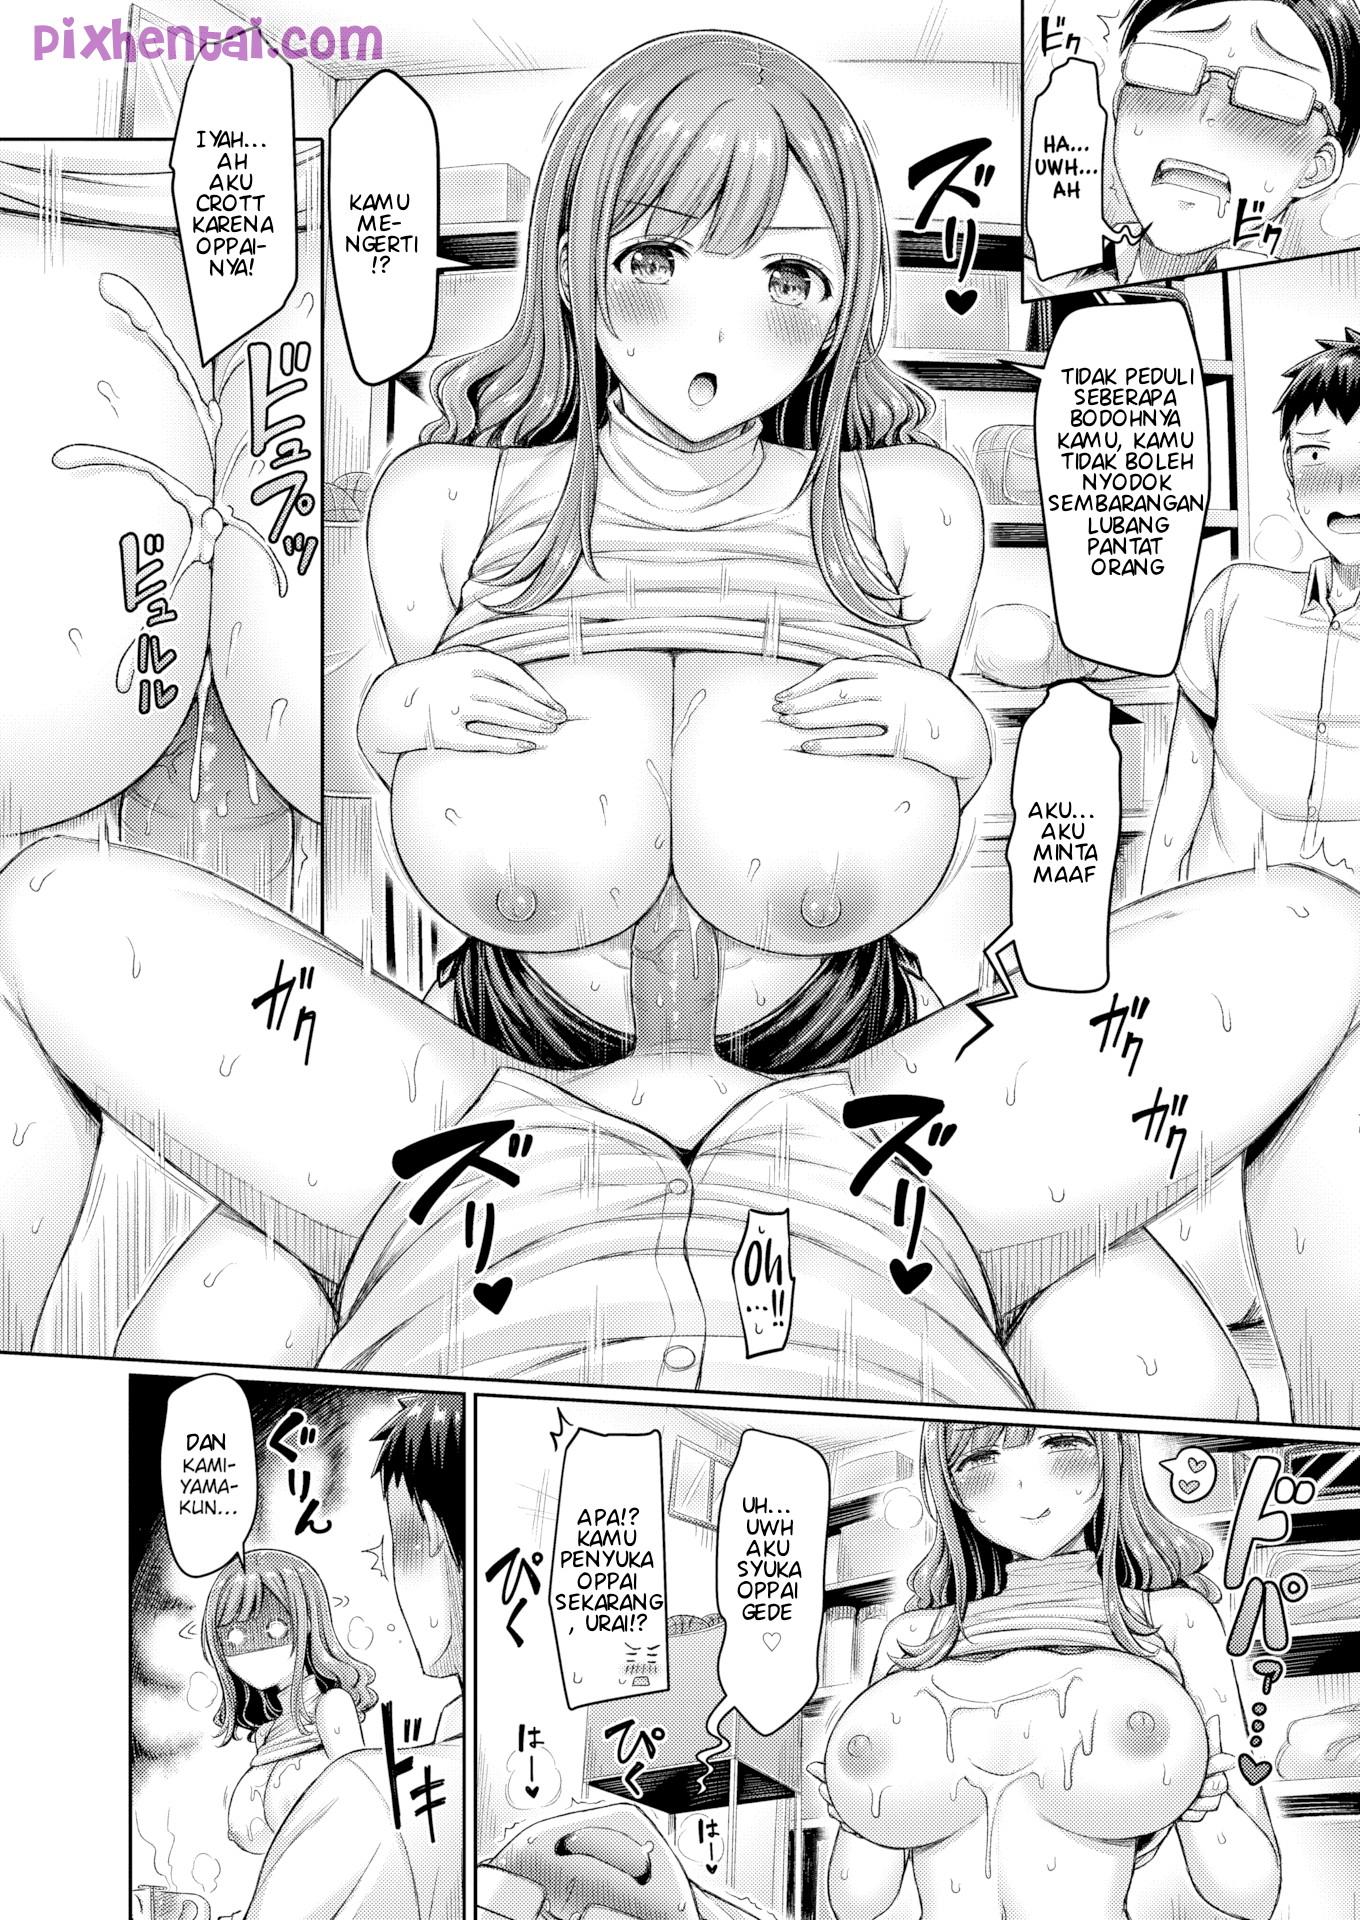 pixhentai.com
ビク
HA...
UWH...
AH
ビクッ
ズリ
KAMU
ME-
NGERTI
!?
IYAH...
AH
AKU
CROTT
KARENA
OPPAI-
NYA!
ドビュプッ
ドビュルルル
TIDAK PEDULI
SEBERAPA
BODOHNYA
KAMU, KAMU
TIDAK BOLEH
NYODOK
SEMBARANGAN
LUBANG
PANTAT
ORANG
AKU...
AKU
MINTA
MAAF
ガク
ガク
ガク
ズリ
ズリ
Oh
...!!
ドパァ...
UH...
UWH
AKU
SYUKA
OPPAI
GEDE
♡
APA!?
KAMU
PENYUKA
OPPAI
SEKARANG
, URAI!?
ぴく
ぴく
はー
はー
DAN
KAMI-
YAMA-
KUN...
ぐりん
ドキ